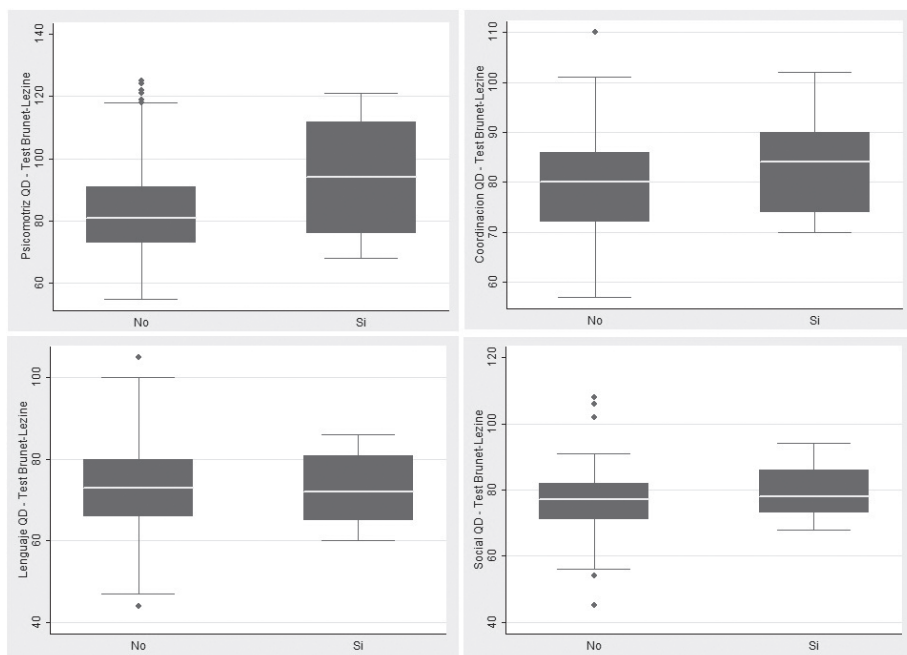 Psicomotriz QD - Test Brunet-Lezine
140
120
100
80
60
No
Si
Coordinacion QD - Test Brunet-Lezine
110
100
90
80
70
60
No
Si
Lenguaje QD - Test Brunet-Lezine
100
80
60
40
No
Si
Social QD - Test Brunet-Lezine
120
100
80
60
40
No
Si